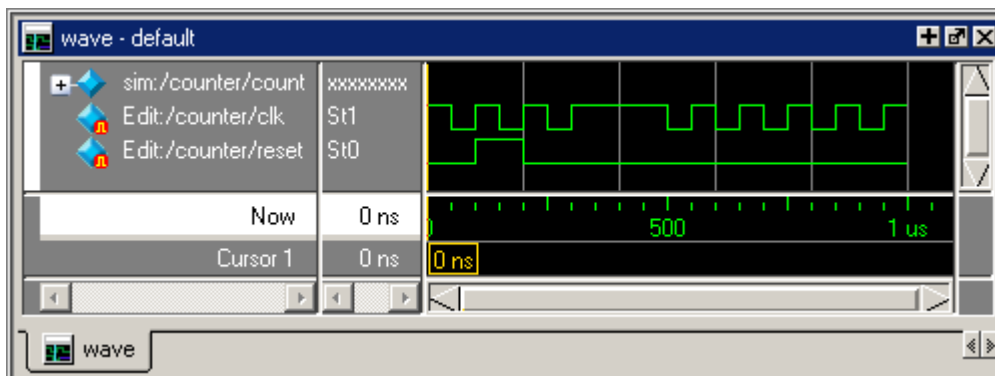 wave - default
sim:/counter/count xxxxxxxx
Edit:/counter/clk St1
Edit:/counter/reset St0
Now 0 ns
500 1 us
Cursor 1 0 ns 0 ns
wave